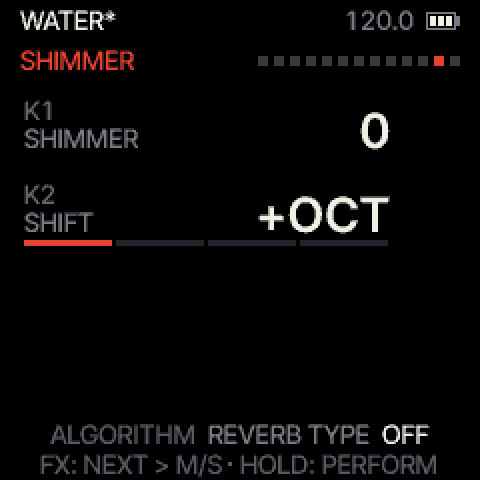 WATER* 120.0
SHIMMER
K1
SHIMMER 0
K2
SHIFT +OCT
ALGORITHM REVERB TYPE OFF
FX: NEXT > M/S · HOLD: PERFORM